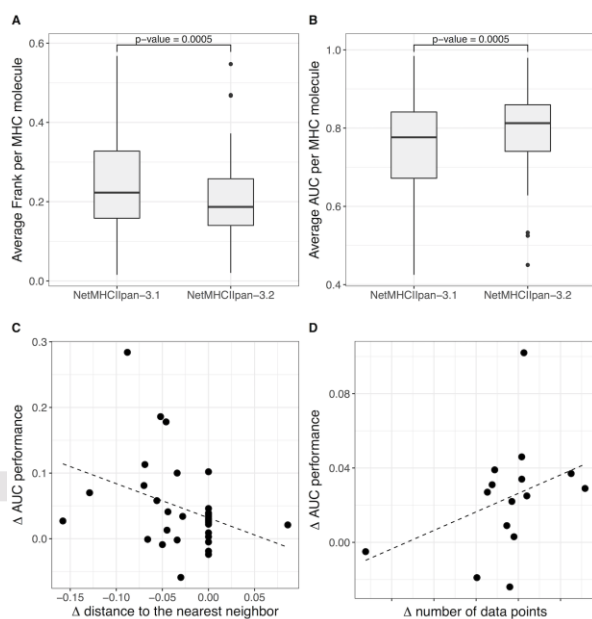 A
p-value = 0.0005
Average Frank per MHC molecule
0.6
0.4
0.2
0.0
NetMHCIIpan−3.1
NetMHCIIpan−3.2
B
p-value = 0.0005
Average AUC per MHC molecule
1.0
0.8
0.6
0.4
NetMHCIIpan−3.1
NetMHCIIpan−3.2
C
Δ AUC performance
0.3
0.2
0.1
0.0
−0.15
−0.10
−0.05
0.00
0.05
Δ distance to the nearest neighbor
D
Δ AUC performance
0.08
0.04
0.00
Δ number of data points